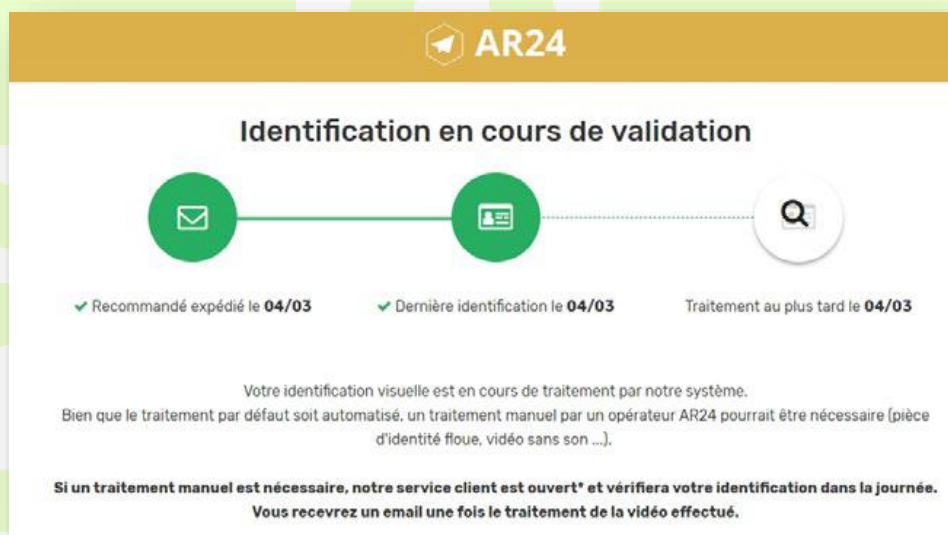 AR24
Identification en cours de validation
Recommandé expédié le 04/03
Dernière identification le 04/03
Traitement au plus tard le 04/03
Votre identification visuelle est en cours de traitement par notre système.
Bien que le traitement par défaut soit automatisé, un traitement manuel par un opérateur AR24 pourrait être nécessaire (pièce
d'identité floue, vidéo sans son ...).
Si un traitement manuel est nécessaire, notre service client est ouvert* et vérifiera votre identification dans la journée.
Vous recevrez un email une fois le traitement de la vidéo effectué.